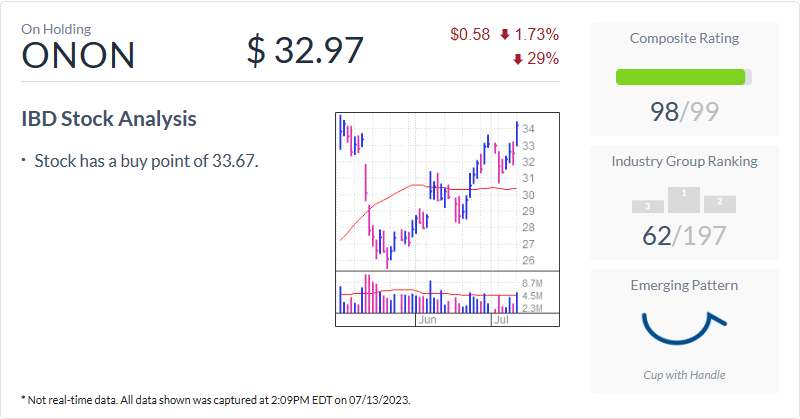 On Holding
ONON
$ 32.97
$0.58 1.73%
29%
IBD Stock Analysis
• Stock has a buy point of 33.67.
34
33
32
31
30
29
28
27
26
8.7M
4.5M
2.3M
Jun Jul
Composite Rating
98/99
Industry Group Ranking
3 1 2
62/197
Emerging Pattern
Cup with Handle
* Not real-time data. All data shown was captured at 2:09PM EDT on 07/13/2023.